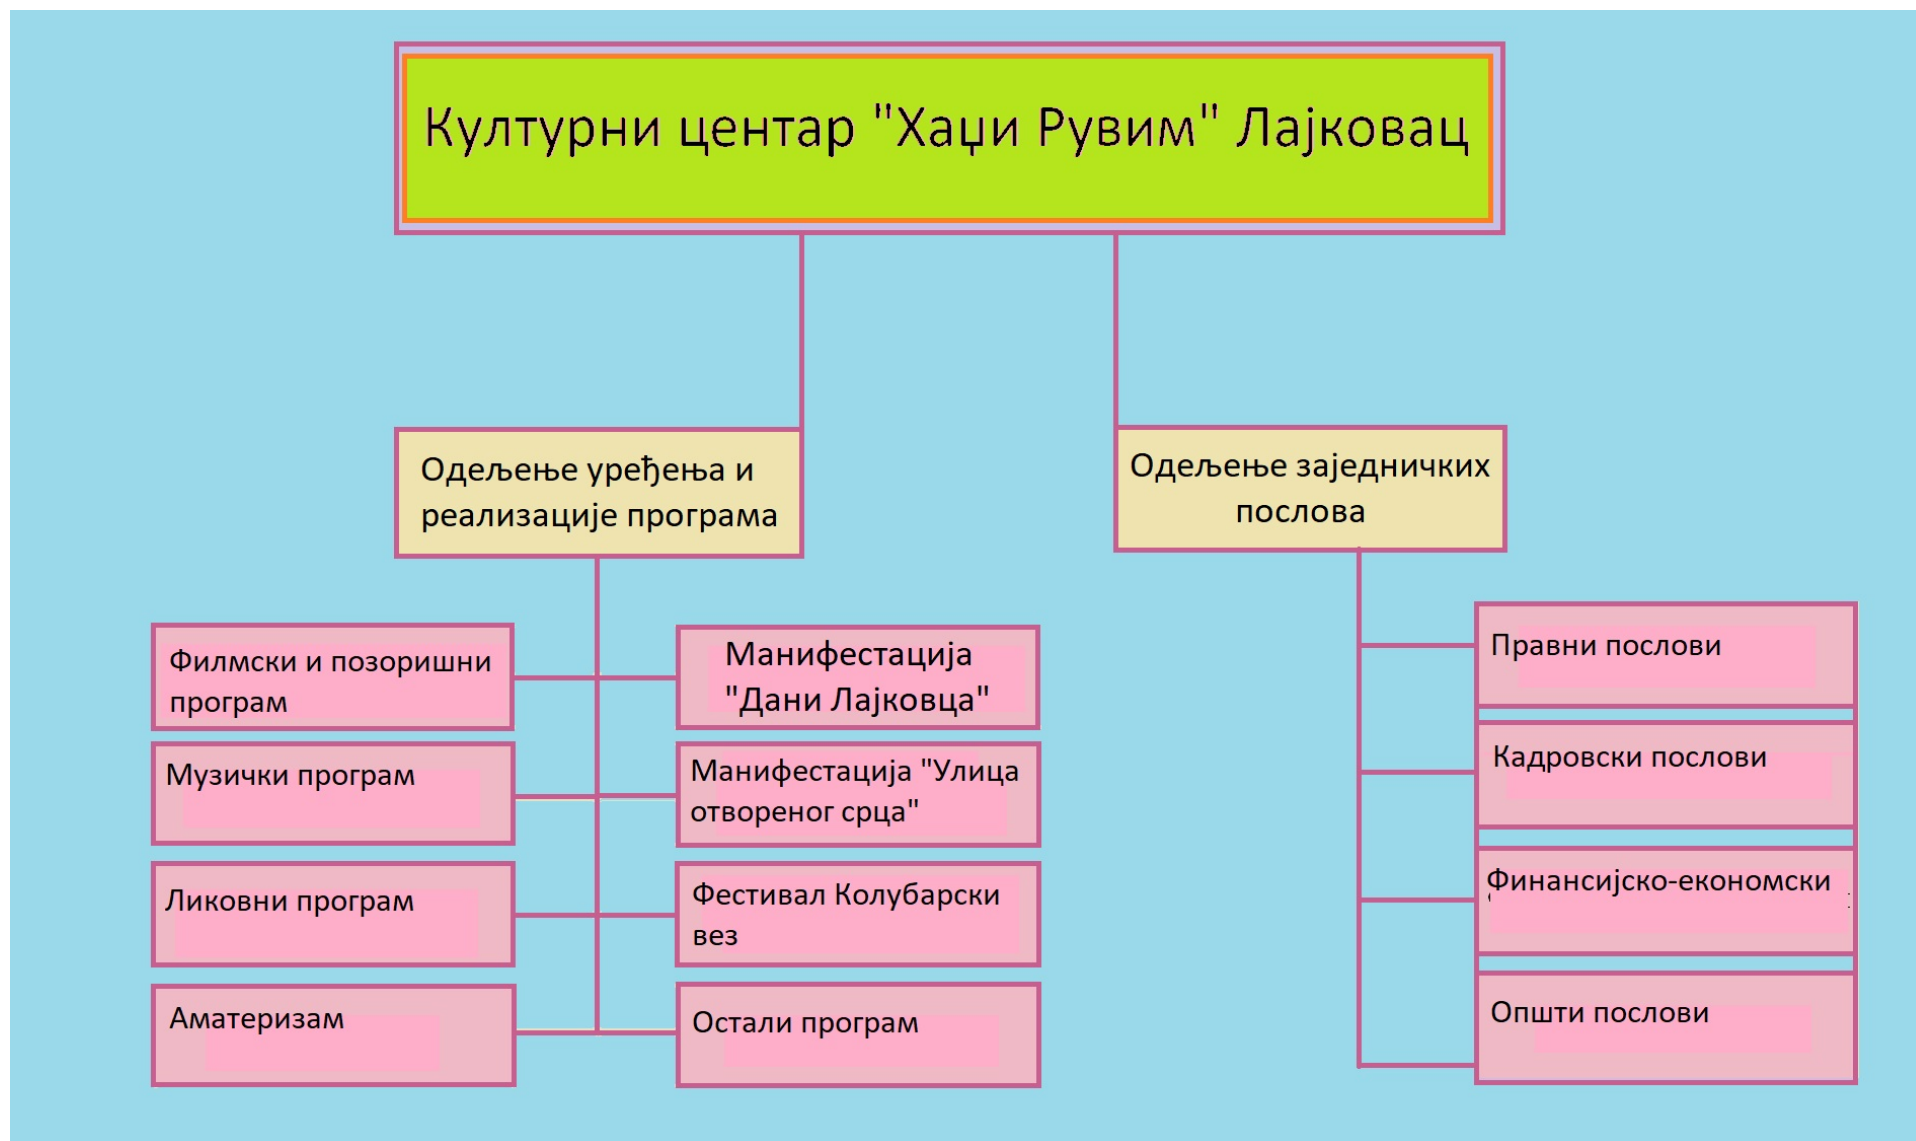 Културни центар "Хаџи Рувим" Лајковац
Одељење уређења и
реализације програма
Одељење заједничких
послова
Филмски и позоришни
програм
Манифестација
"Дани Лајковца"
Музички програм
Манифестација "Улица
отвореног срца"
Ликовни програм
Фестивал Колубарски
вез
Аматеризам
Остали програм
Правни послови
Кадровски послови
Финансијско-економски
Општи послови